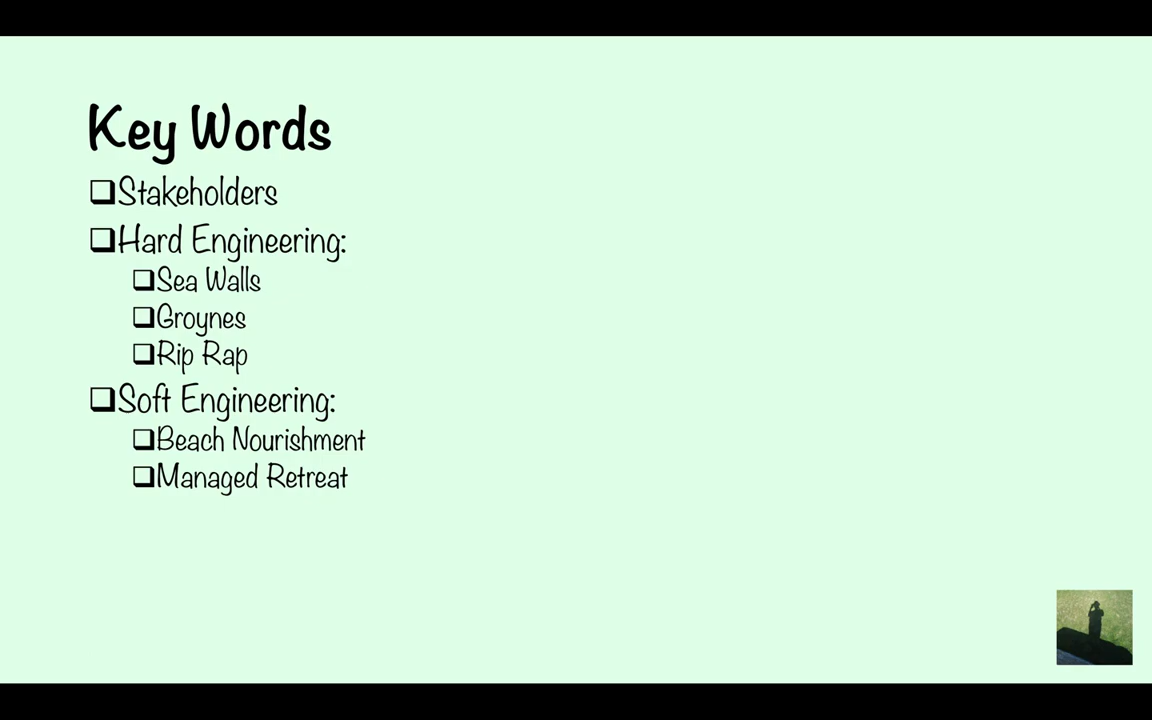 Key Words
❑Stakeholders
❑Hard Engineering:
❑Sea Walls
❑Groynes
❑Rip Rap
❑Soft Engineering:
❑Beach Nourishment
❑Managed Retreat